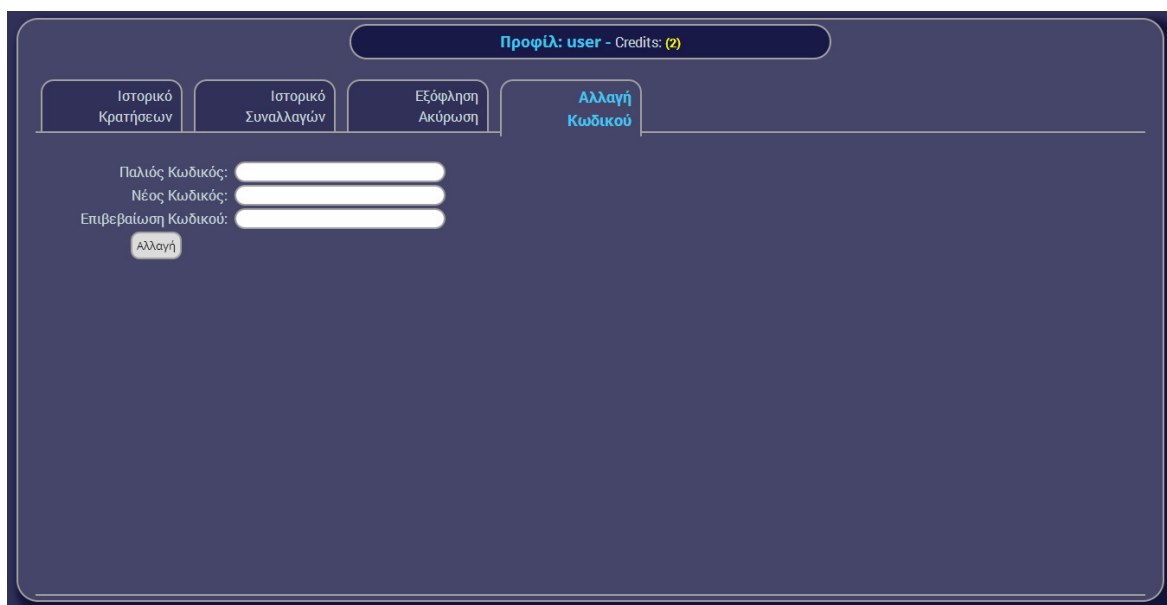 Προφίλ: user - Credits: (2)
Ιστορικό
Κρατήσεων
Ιστορικό
Συναλλαγών
Εξόφληση
Ακύρωση
Αλλαγή
Κωδικού
Παλιός Κωδικός:
Νέος Κωδικός:
Επιβεβαίωση Κωδικού:
Αλλαγή